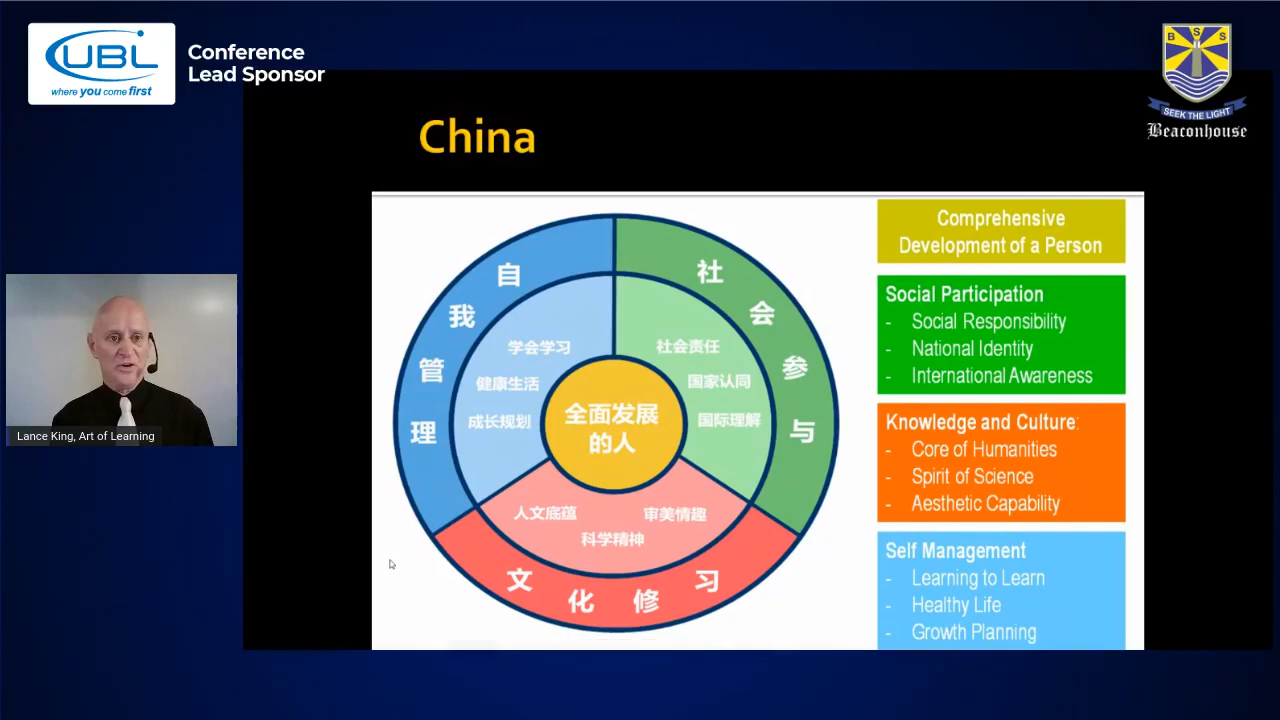 UBL
where you come first
Conference
Lead Sponsor
B S S
SEEK THE LIGHT
Beaconhouse
China
自我管理
学会学习
健康生活
成长规划
社会参与
社会责任
国家认同
国际理解
全面发展
的人
人文底蕴
审美情趣
科学精神
文化修习
Comprehensive
Development of a Person
Social Participation
- Social Responsibility
- National Identity
- International Awareness
Knowledge and Culture:
- Core of Humanities
- Spirit of Science
- Aesthetic Capability
Self Management
- Learning to Learn
- Healthy Life
- Growth Planning
Lance King, Art of Learning